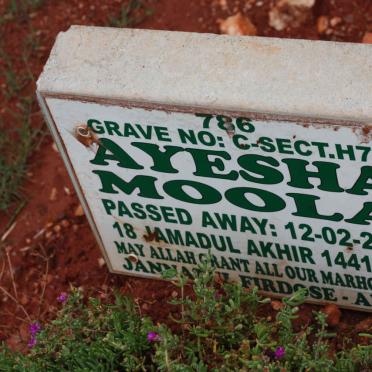 786
GRAVE NO: C-SECT.H7
AYESHA
MOOLA
PASSED AWAY: 12-02-2
18 JAMADUL AKHIR 1441
MAY ALLAH GRANT ALL OUR MARHO
FIRDOSE - A